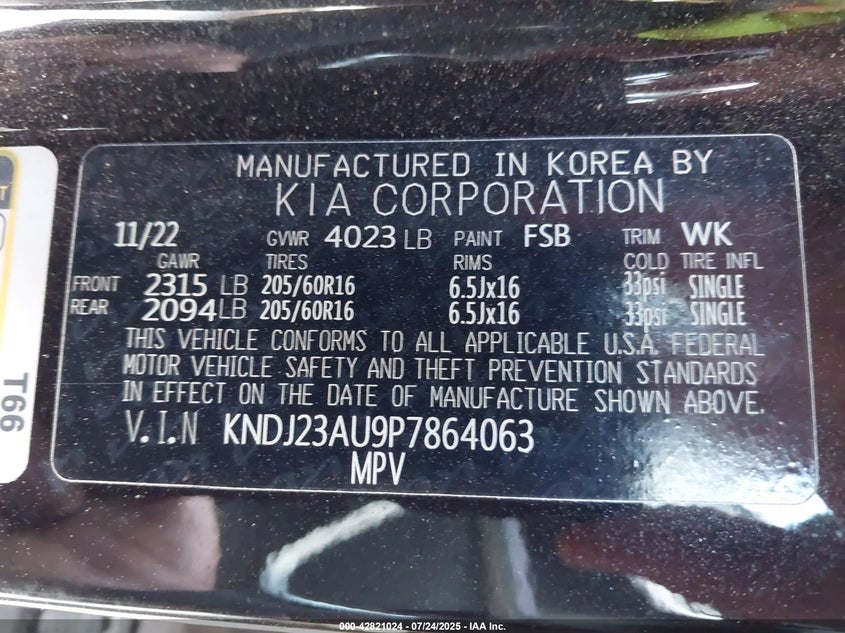 MANUFACTURED IN KOREA BY
KIA CORPORATION
11/22 GVWR 4023 LB PAINT FSB TRIM WK
GAWR TIRES RIMS COLD TIRE INFL
FRONT 2315 LB 205/60R16 6.5Jx16 33psi SINGLE
REAR 2094 LB 205/60R16 6.5Jx16 33psi SINGLE
THIS VEHICLE CONFORMS TO ALL APPLICABLE U.S.A. FEDERAL
MOTOR VEHICLE SAFETY AND THEFT PREVENTION STANDARDS
IN EFFECT ON THE DATE OF MANUFACTURE SHOWN ABOVE.
V.I.N KNDJ23AU9P7864063
MPV
T66
000-42821024 / 07/24/2025 - IAA Inc.